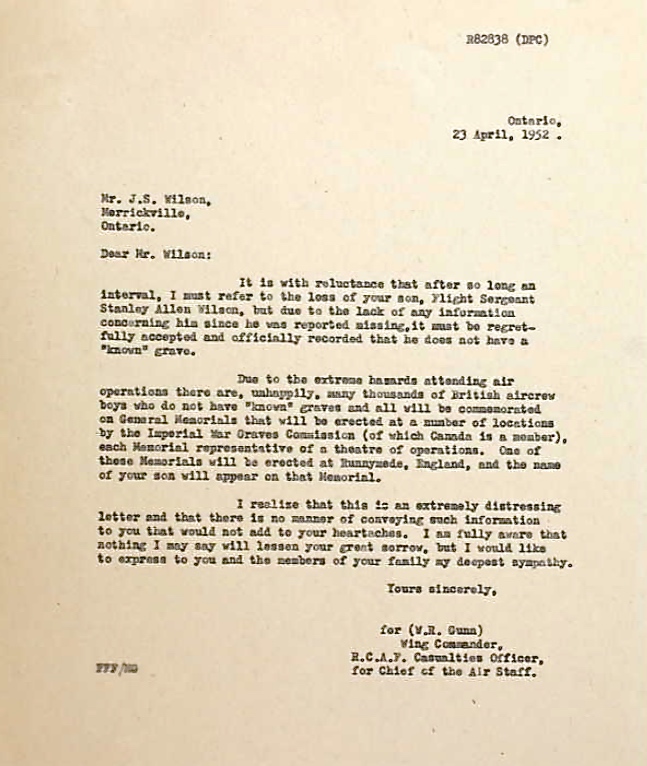 R82838 (DPC)
Ontario,
23 April, 1952 .
Mr. J.S. Wilson,
Merrickville,
Ontario.
Dear Mr. Wilson:
It is with reluctance that after so long an
interval, I must refer to the loss of your son, Flight Sergeant
Stanley Allen Wilson, but due to the lack of any information
concerning him since he was reported missing,it must be regret-
fully accepted and officially recorded that he does not have a
"known" grave.
Due to the extreme hazards attending air
operations there are, unhappily, many thousands of British aircrew
boys who do not have "known" graves and all will be commemorated
on General Memorials that will be erected at a number of locations
by the Imperial War Graves Commission (of which Canada is a member),
each Memorial representative of a theatre of operations. One of
these Memorials will be erected at Runnymede, England, and the name
of your son will appear on that Memorial.
I realize that this is an extremely distressing
letter and that there is no manner of conveying such information
to you that would not add to your heartaches. I am fully aware that
nothing I may say will lessen your great sorrow, but I would like
to express to you and the members of your family my deepest sympathy.
Yours sincerely,
for (W.R. Gunn)
Wing Commander,
R.C.A.F. Casualties Officer,
for Chief of the Air Staff.